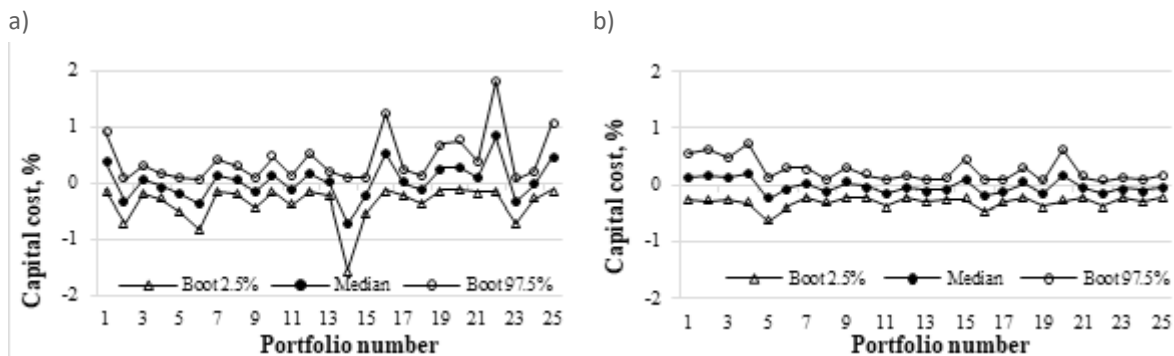 a)
2
1
0
-1
-2
Capital cost, %
Boot 2.5% Median Boot 97.5%
1 3 5 7 9 11 13 15 17 19 21 23 25
Portfolio number
b)
2
1
0
-1
-2
Capital cost, %
Boot 2.5% Median Boot 97.5%
1 3 5 7 9 11 13 15 17 19 21 23 25
Portfolio number